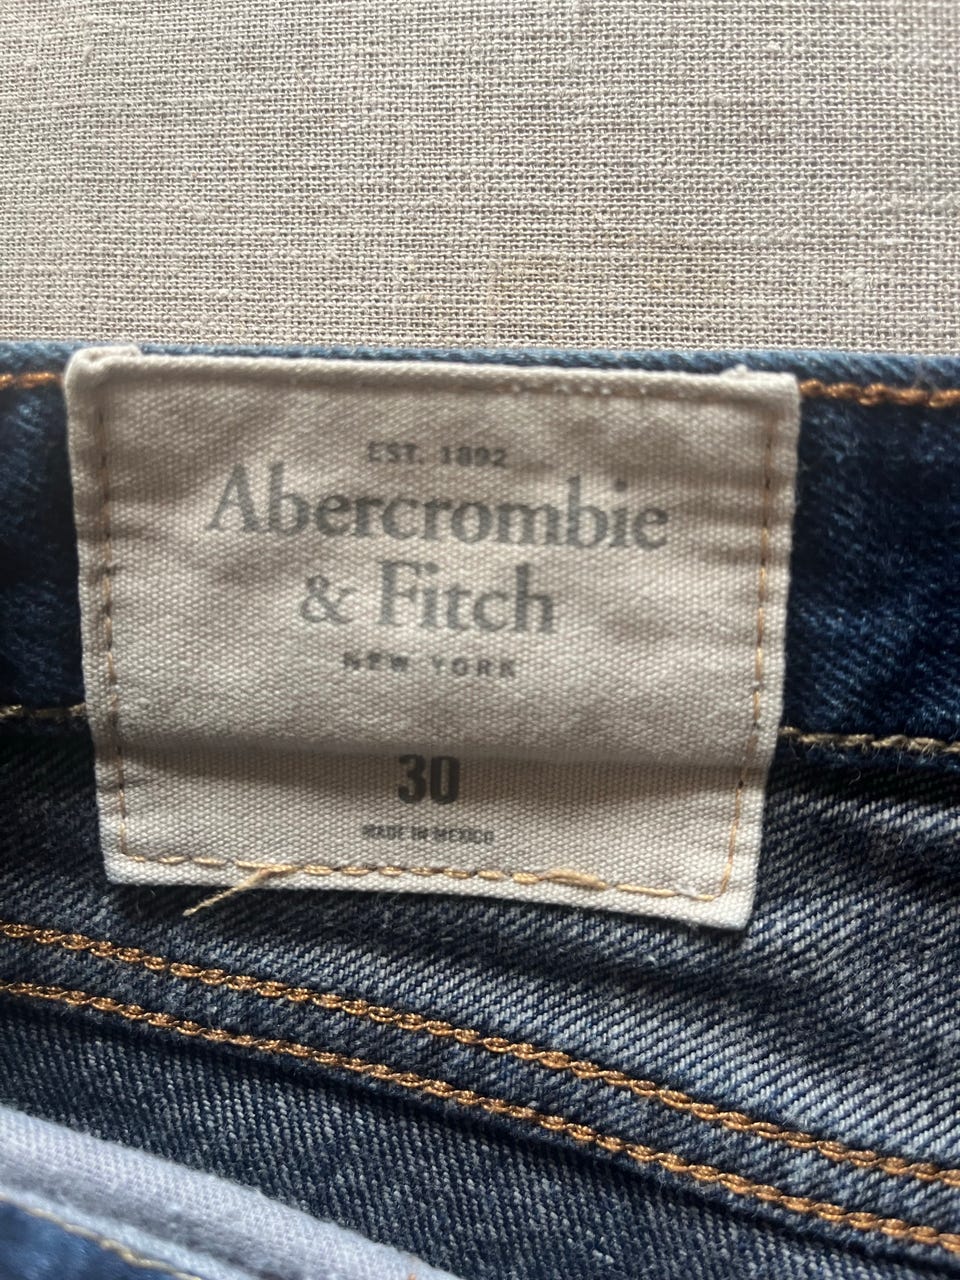 EST. 1892
Abercrombie
& Fitch
NEW YORK
30
MADE IN MEXICO